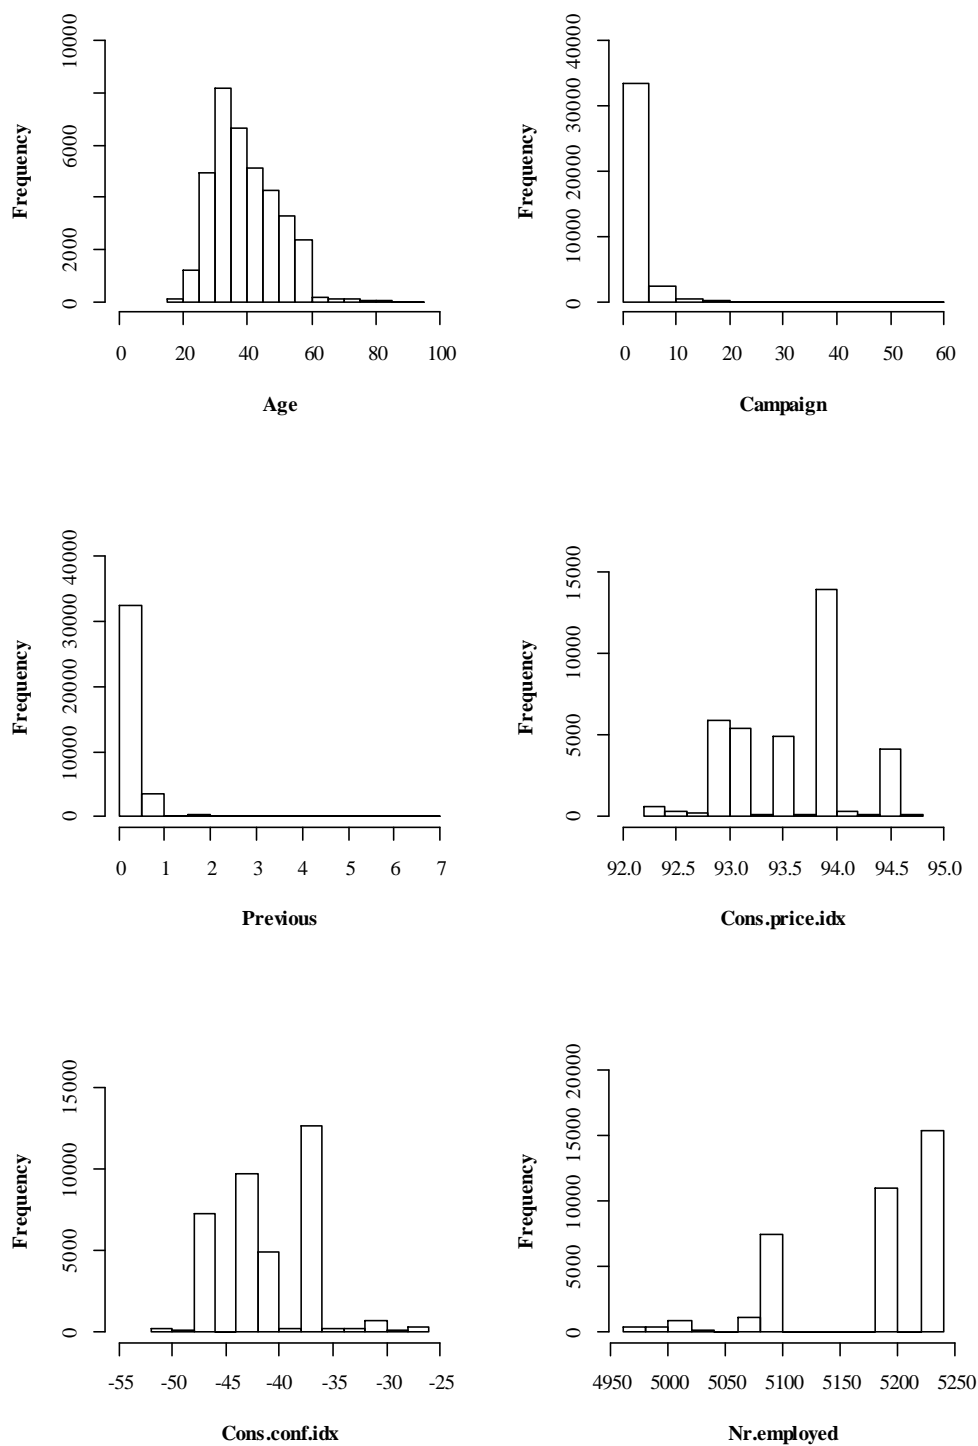 10000
6000
2000
0
Frequency
0 20 40 60 80 100
Age
40000
30000
20000
10000
0
Frequency
0 10 20 30 40 50 60
Campaign
40000
30000
20000
10000
0
Frequency
0 1 2 3 4 5 6 7
Previous
15000
10000
5000
0
Frequency
92.0 92.5 93.0 93.5 94.0 94.5 95.0
Cons.price.idx
15000
10000
5000
0
Frequency
-55 -50 -45 -40 -35 -30 -25
Cons.conf.idx
20000
15000
10000
5000
0
Frequency
4950 5000 5050 5100 5150 5200 5250
Nr.employed